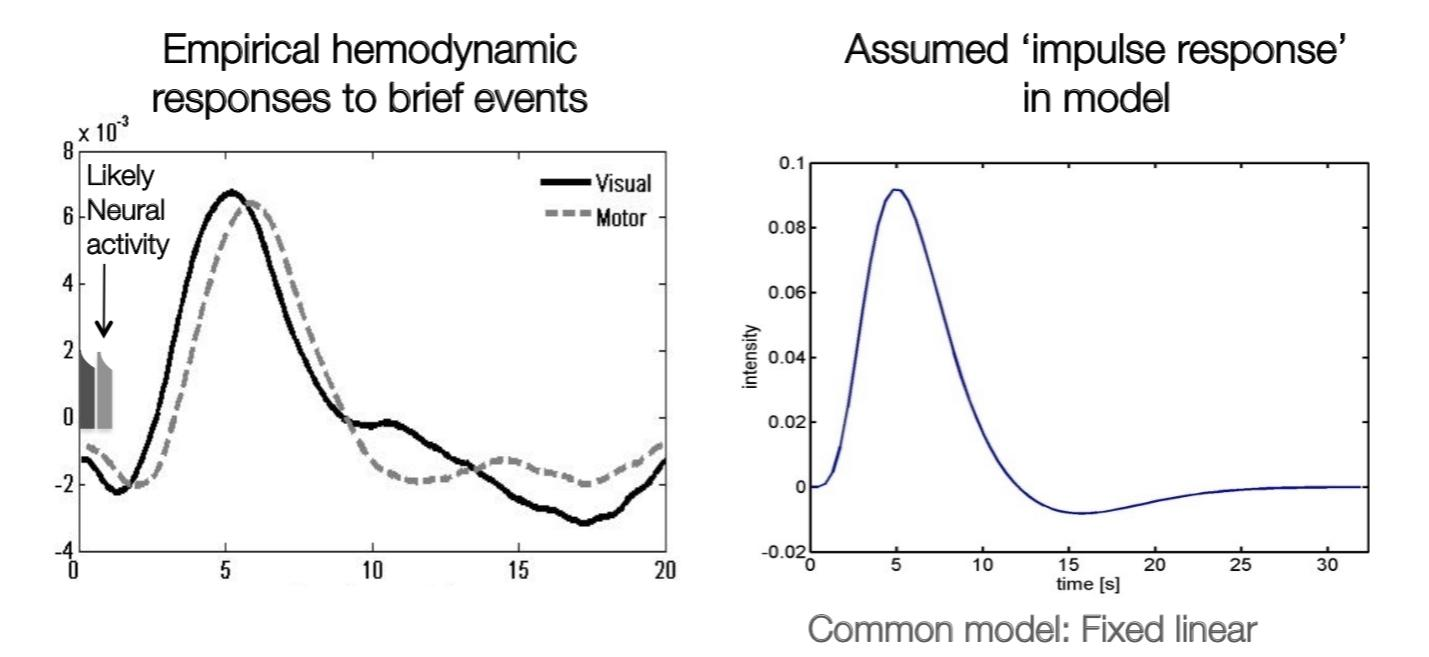 Empirical hemodynamic
responses to brief events
x 10-3
8
6
4
2
0
-2
-4
0
5
10
15
20
Likely
Neural
activity
Visual
Motor
Assumed ‘impulse response’
in model
0.1
0.08
0.06
0.04
0.02
0
-0.02
intensity
0
5
10
15
20
25
30
time [s]
Common model: Fixed linear